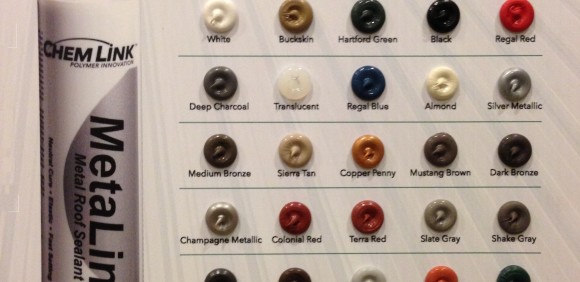 CHEM LINK
POLYMER INNOVATION
MetaLin
Metal Roof Sealant
White Buckskin Hartford Green Black Regal Red
Deep Charcoal Translucent Regal Blue Almond Silver Metallic
Medium Bronze Sierra Tan Copper Penny Mustang Brown Dark Bronze
Champagne Metallic Colonial Red Terra Red Slate Gray Shake Gray